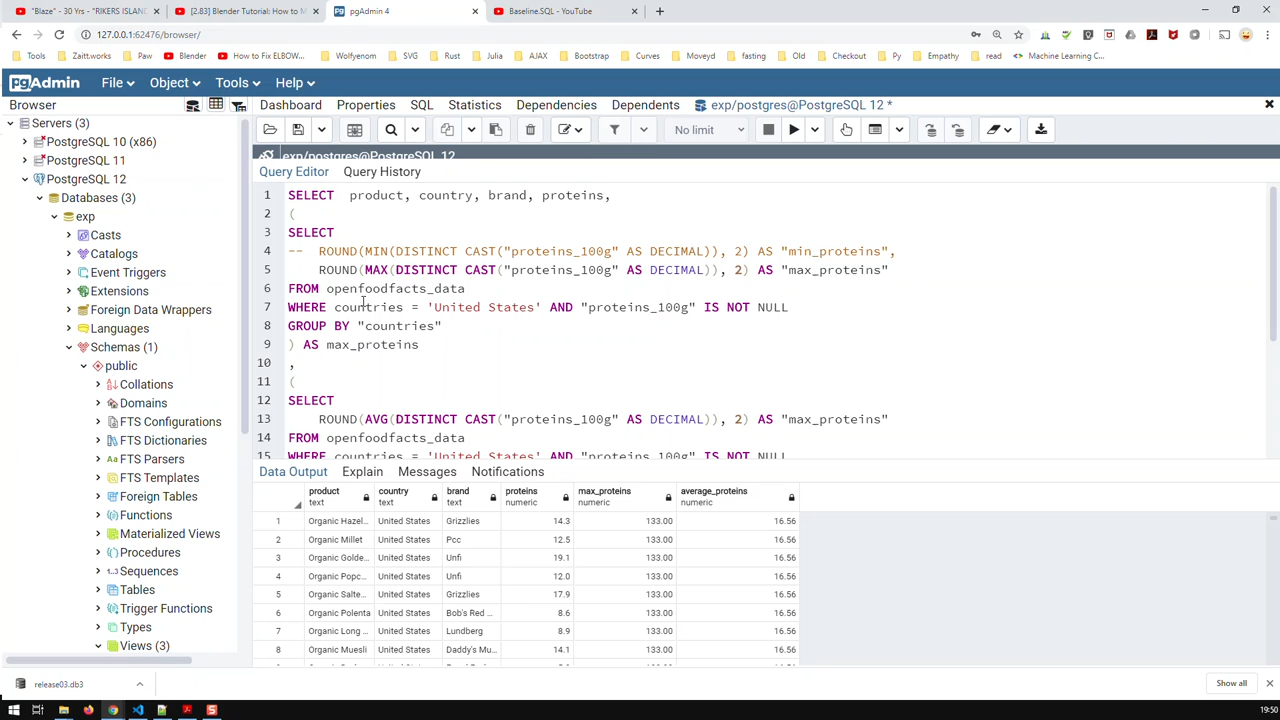 "Blaze" - 30 Yrs - "RIKERS ISLAND
[2.83] Blender Tutorial: How to M
pgAdmin 4
Baseline.SQL - YouTube
127.0.0.1:62476/browser/
Tools Zaitt.works Py Blender How to Fix ELBOW... Wolfyenom SVG Rust Julia AJAX Bootstrap Curves Moveyd fasting Old Checkout Py Empathy read Machine Learning C...
pgAdmin File Object Tools Help
Browser
Dashboard Properties SQL Statistics Dependencies Dependents exp/postgres@PostgreSQL 12 *
No limit
exp/postgres@PostgreSQL 12
Query Editor Query History
Servers (3)
PostgreSQL 10 (x86)
PostgreSQL 11
PostgreSQL 12
Databases (3)
exp
Casts
Catalogs
Event Triggers
Extensions
Foreign Data Wrappers
Languages
Schemas (1)
public
Collations
Domains
FTS Configurations
FTS Dictionaries
FTS Parsers
FTS Templates
Foreign Tables
Functions
Materialized Views
Procedures
Sequences
Tables
Trigger Functions
Types
Views (3)
1 SELECT product, country, brand, proteins,
2 (
3 SELECT
4 -- ROUND(MIN(DISTINCT CAST("proteins_100g" AS DECIMAL)), 2) AS "min_proteins",
5 ROUND(MAX(DISTINCT CAST("proteins_100g" AS DECIMAL)), 2) AS "max_proteins"
6 FROM openfoodfacts_data
7 WHERE countries = 'United States' AND "proteins_100g" IS NOT NULL
8 GROUP BY "countries"
9 ) AS max_proteins
10 ,
11 (
12 SELECT
13 ROUND(AVG(DISTINCT CAST("proteins_100g" AS DECIMAL)), 2) AS "max_proteins"
14 FROM openfoodfacts_data
15 WHERE countries = 'United States' AND "proteins_100g" IS NOT NULL
Data Output Explain Messages Notifications
product country brand proteins max_proteins average_proteins
text text text numeric numeric numeric
1 Organic Hazel... United States Grizzlies 14.3 133.00 16.56
2 Organic Millet United States Pcc 12.5 133.00 16.56
3 Organic Golde... United States Unfi 19.1 133.00 16.56
4 Organic Popc... United States Unfi 12.0 133.00 16.56
5 Organic Salte... United States Grizzlies 17.9 133.00 16.56
6 Organic Polenta United States Bob's Red ... 8.6 133.00 16.56
7 Organic Long ... United States Lundberg 8.9 133.00 16.56
8 Organic Muesli United States Daddy's Mu... 14.1 133.00 16.56
release03.db3
Show all
19:50